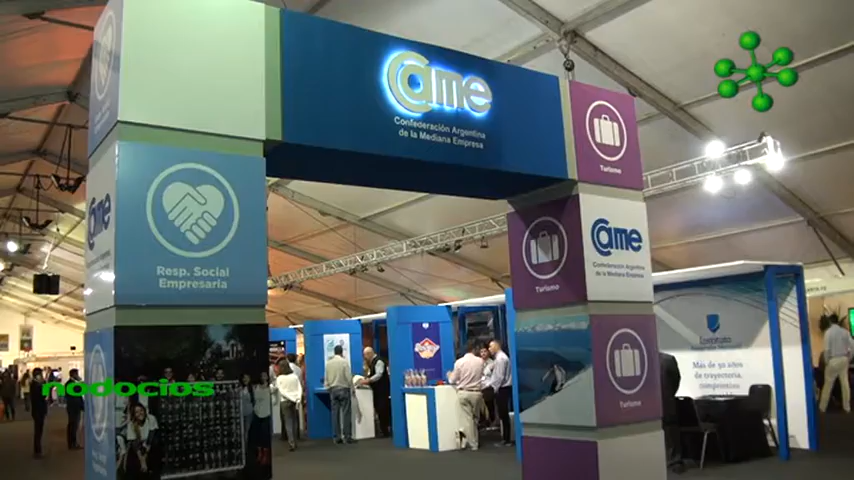 came
Confederación Argentina
de la Mediana Empresa
Turismo
Resp. Social
Empresaria
came
came
Confederación Argentina
de la Mediana Empresa
Turismo
Turismo
Más de 50 años
de trayectoria,
compromiso
nodocios